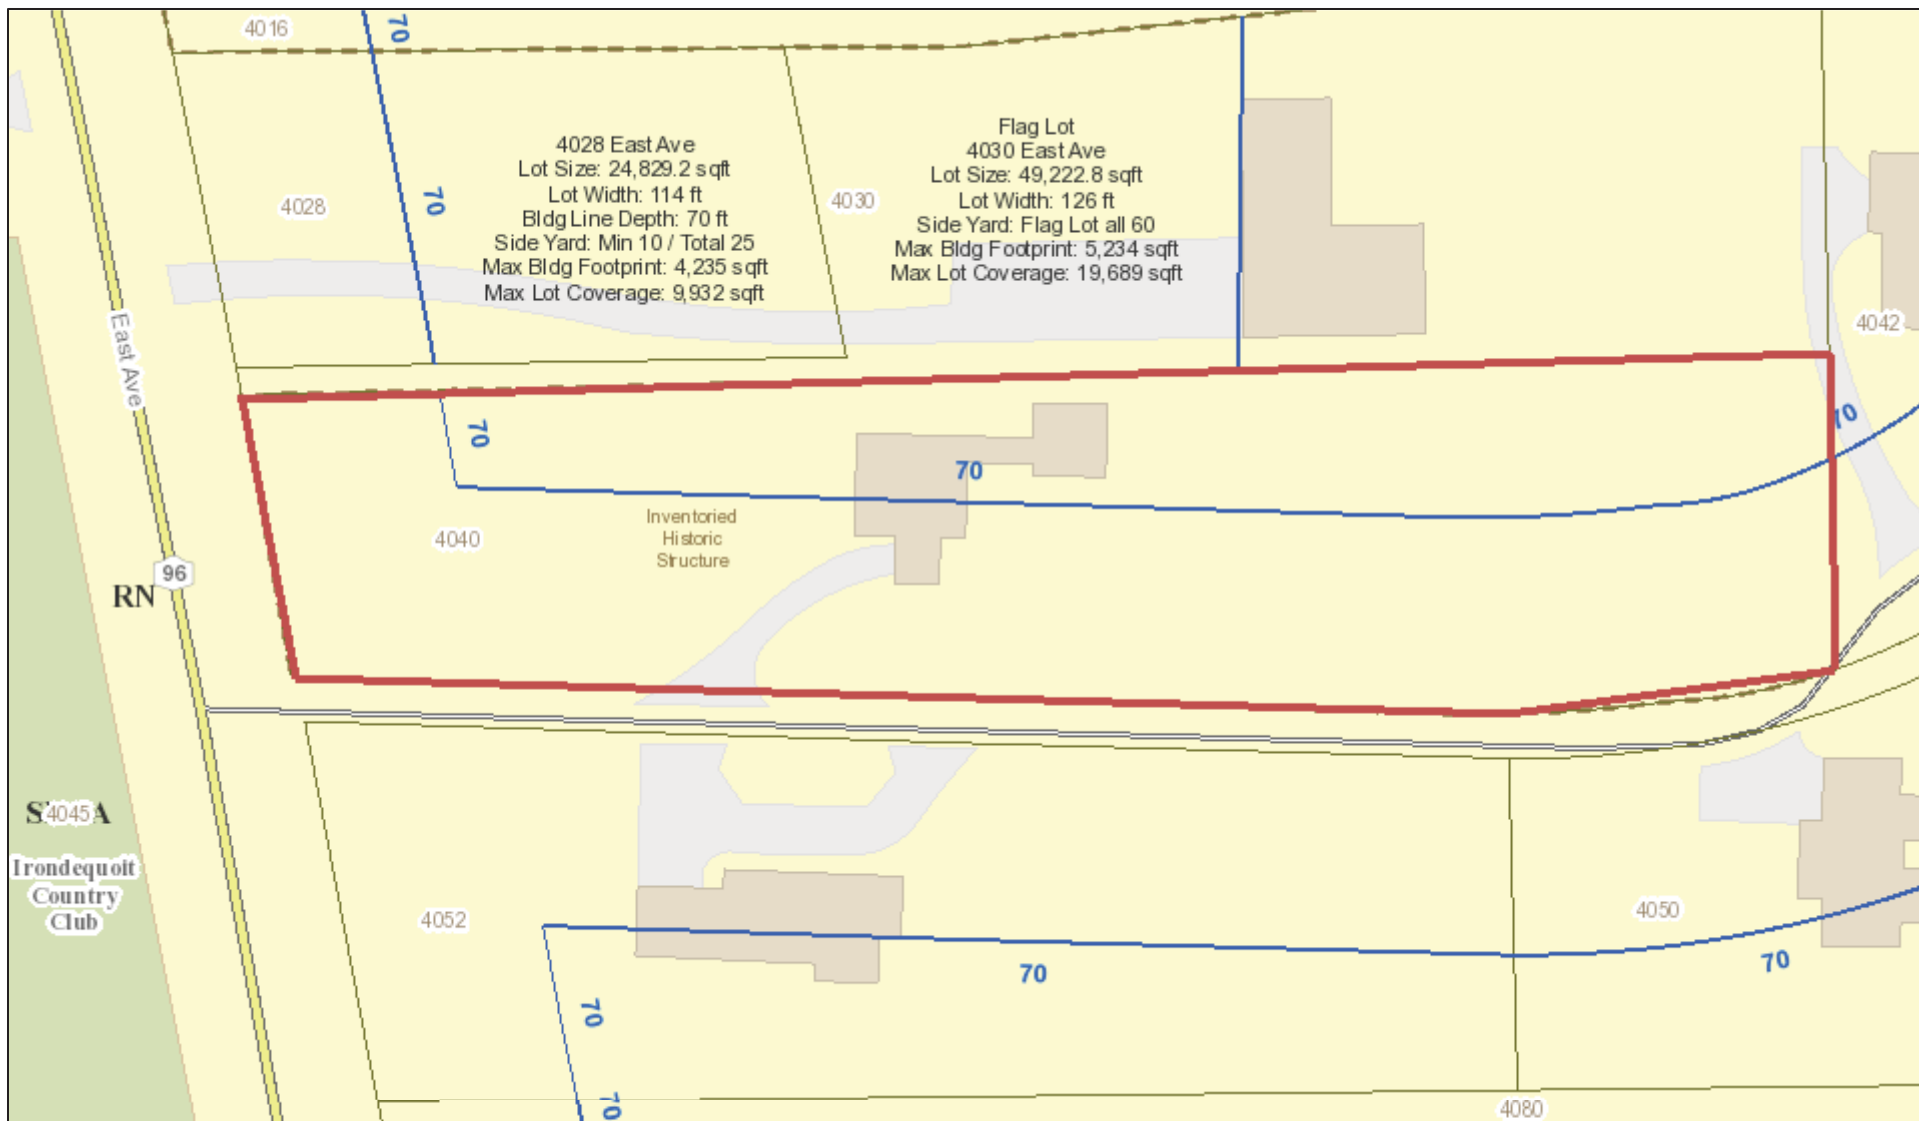 4016
70
4028 East Ave
Lot Size: 24,829.2 sqft
Lot Width: 114 ft
Bldg Line Depth: 70 ft
Side Yard: Min 10 / Total 25
Max Bldg Footprint: 4,235 sqft
Max Lot Coverage: 9,932 sqft
Flag Lot
4030 East Ave
Lot Size: 49,222.8 sqft
Lot Width: 126 ft
Side Yard: Flag Lot all 60
Max Bldg Footprint: 5,234 sqft
Max Lot Coverage: 19,689 sqft
4028
70
4030
4042
East Ave
70
70
70
4040
Inventoried
Historic
Structure
96
RN
4045
Irondequoit
Country
Club
4052
4050
70
70
70
70
4080